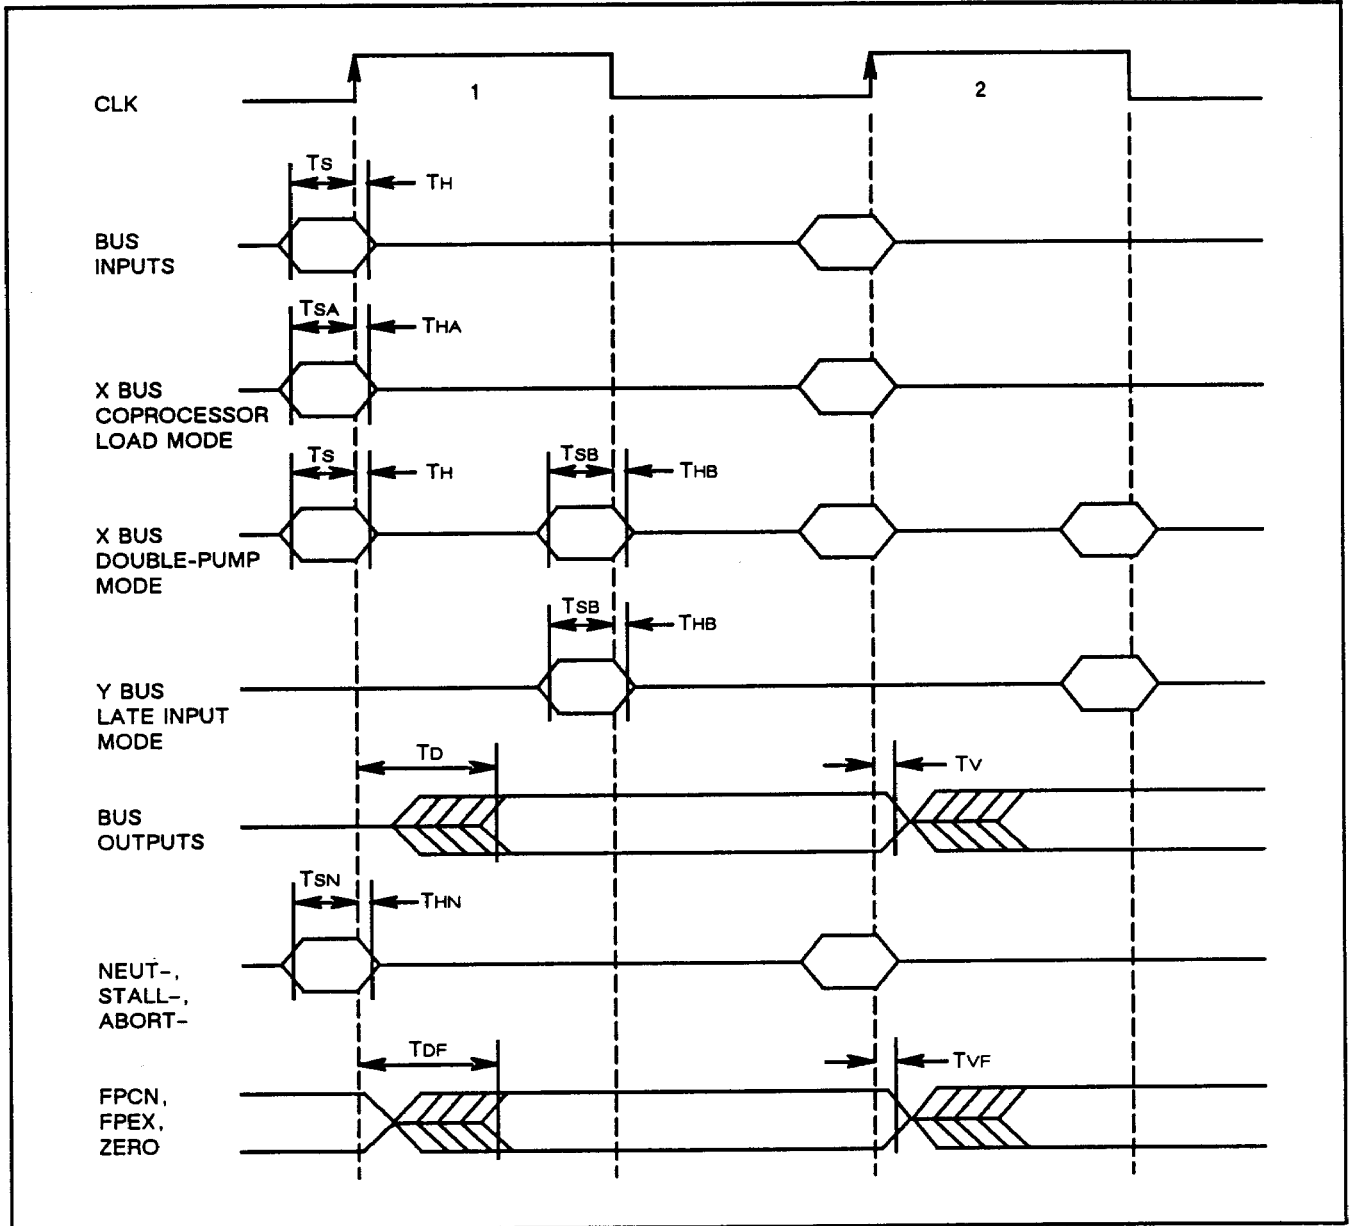 CLK
1
2
TS
TH
BUS
INPUTS
TSA
THA
X BUS
COPROCESSOR
LOAD MODE
TS
TH
TSB
THB
X BUS
DOUBLE-PUMP
MODE
TSB
THB
Y BUS
LATE INPUT
MODE
TD
TV
BUS
OUTPUTS
TSN
THN
NEUT-,
STALL-,
ABORT-
TDF
TVF
FPCN,
FPEX,
ZERO